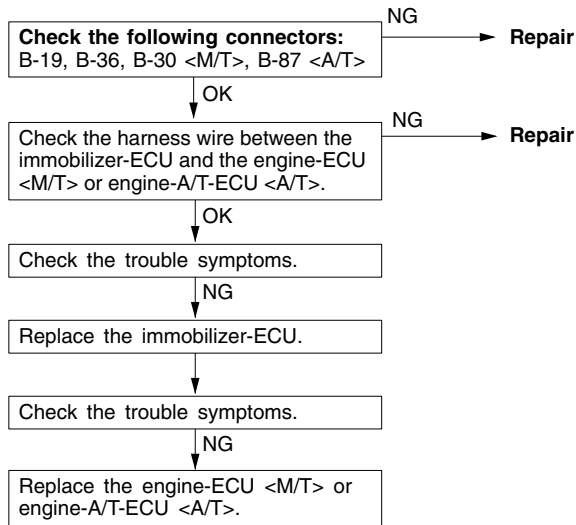 NG
Check the following connectors:
Repair
B-19, B-36, B-30 <M/T>, B-87 <A/T>
OK
NG
Check the harness wire between the
immobilizer-ECU and the engine-ECU
Repair
<M/T> or engine-A/T-ECU <A/T>.
OK
Check the trouble symptoms.
NG
Replace the immobilizer-ECU.
Check the trouble symptoms.
NG
Replace the engine-ECU <M/T> or
engine-A/T-ECU <A/T>.